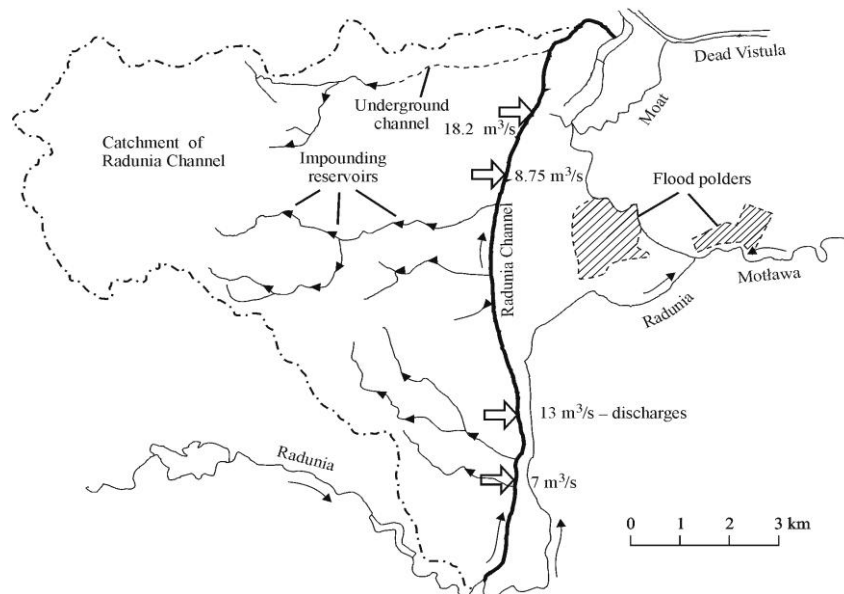 Dead Vistula
Underground
channel
Moat
18.2 m³/s
Catchment of
Radunia Channel
Impounding
reservoirs
8.75 m³/s
Flood polders
Radunia Channel
Motława
Radunia
13 m³/s – discharges
Radunia
7 m³/s
0 1 2 3 km